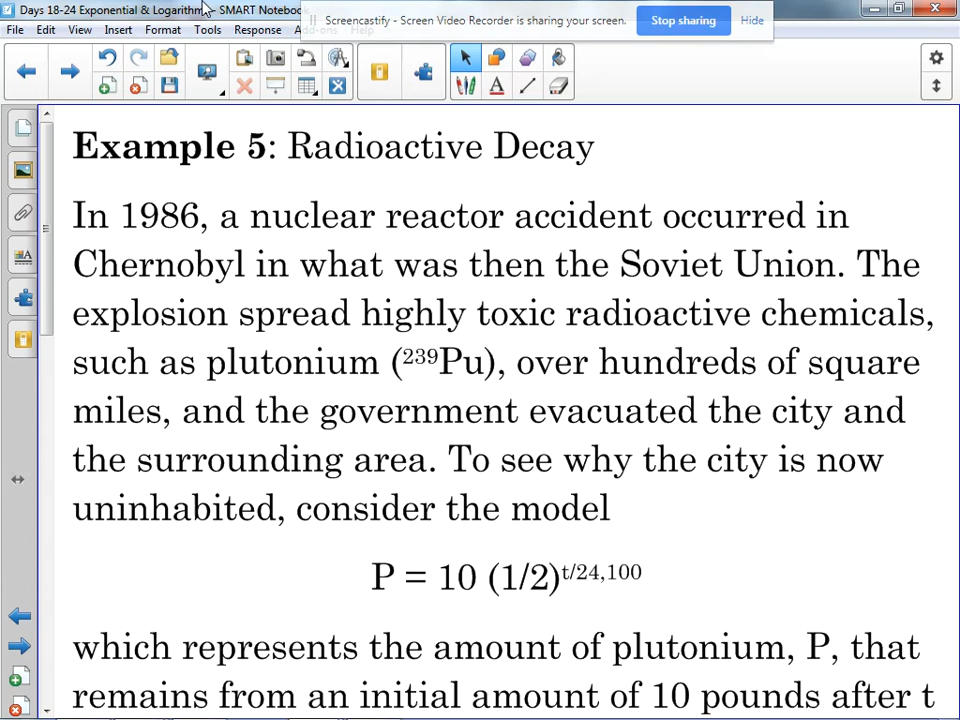 Days 18-24 Exponential & Logarithm – SMART Notebook
Screencastify - Screen Video Recorder is sharing your screen.
Stop sharing
Hide
File Edit View Insert Format Tools Response Add-ons Help
Example 5: Radioactive Decay
In 1986, a nuclear reactor accident occurred in
Chernobyl in what was then the Soviet Union. The
explosion spread highly toxic radioactive chemicals,
such as plutonium (²³⁹Pu), over hundreds of square
miles, and the government evacuated the city and
the surrounding area. To see why the city is now
uninhabited, consider the model
P = 10 (1/2)^t/24,100
which represents the amount of plutonium, P, that
remains from an initial amount of 10 pounds after t